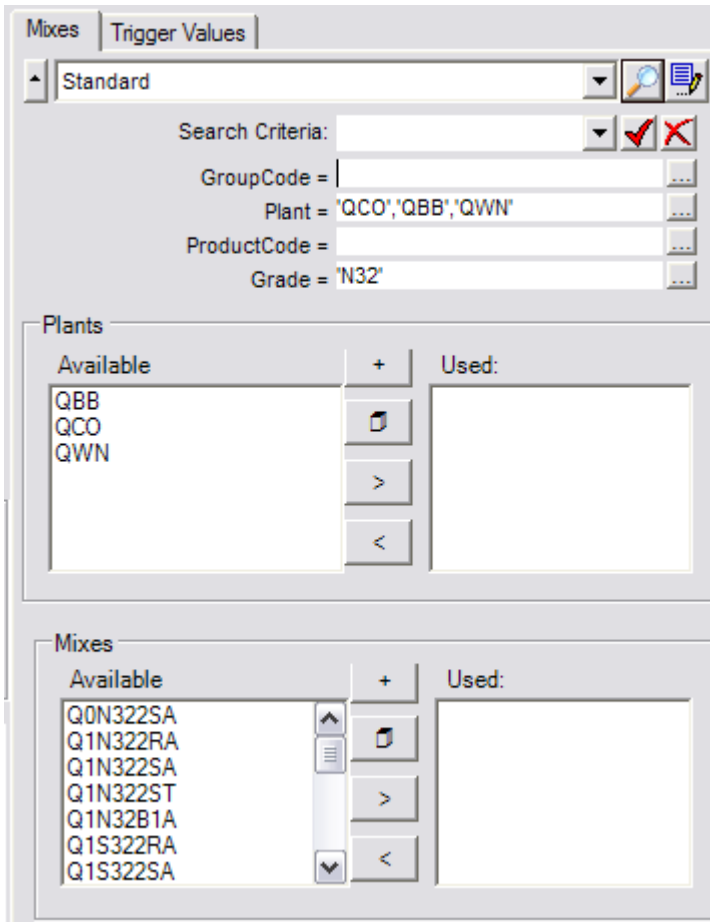 Mixes Trigger Values
Standard
Search Criteria:
GroupCode =
Plant = "QCO","QBB","QWN"
ProductCode =
Grade = "N32"
Plants
Available + Used:
QBB
QCO
QWN
>
<
Mixes
Available + Used:
Q0N322SA
Q1N322RA
Q1N322SA
Q1N322ST
Q1N32B1A
Q1S322RA
Q1S322SA
>
<